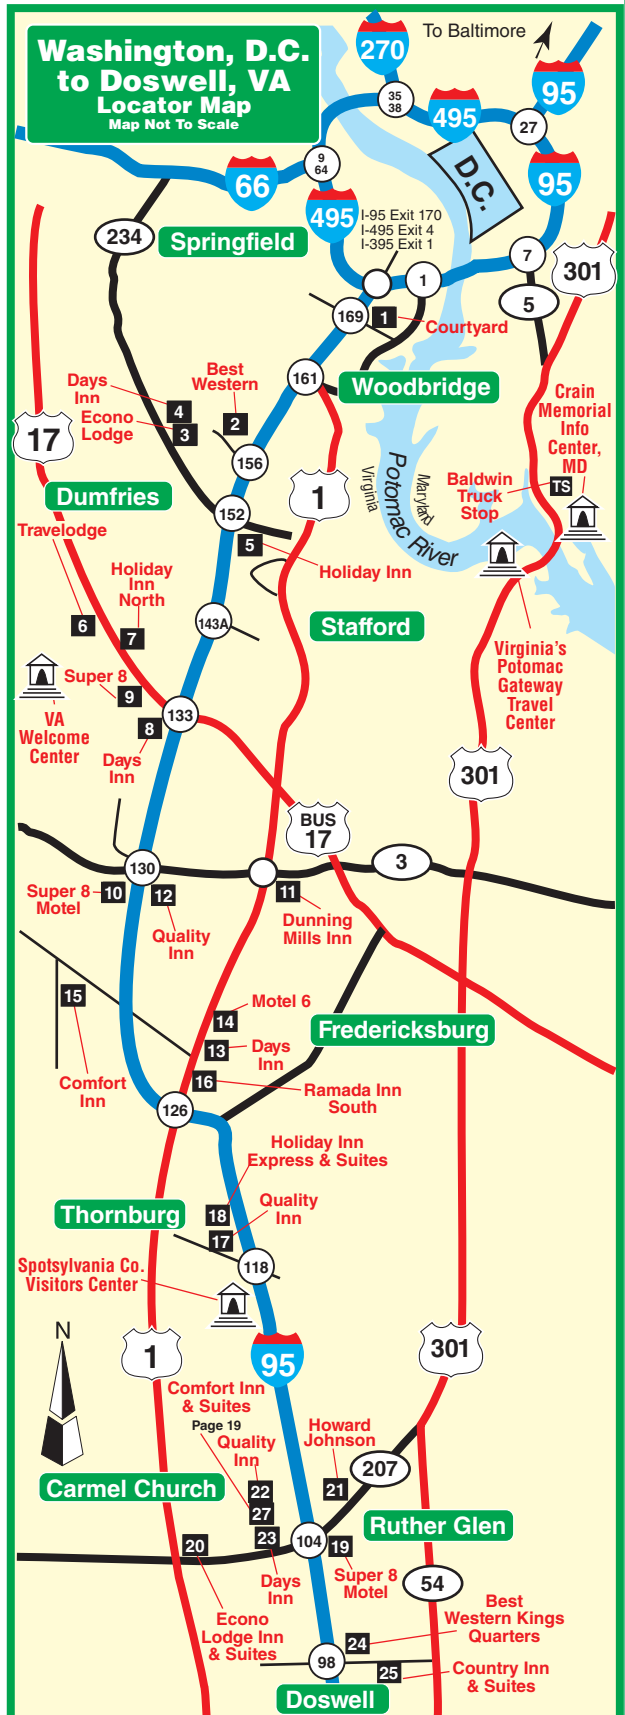 Washington, D.C.
to Doswell, VA
Locator Map
Map Not To Scale
To Baltimore
270
35
38
495
95
27
9
64
66
95
495
D.C.
I-95 Exit 170
I-495 Exit 4
I-395 Exit 1
234
Springfield
7
301
1
5
169
1
Courtyard
161
Woodbridge
Best
Western
2
Days
Inn
4
Econo
Lodge
3
Crain
Memorial
Info
Center,
MD
17
156
Potomac River
Maryland
Virginia
Baldwin
Truck
Stop
TS
1
Dumfries
152
Travelodge
5
Holiday Inn
Holiday
Inn
North
6
7
143A
Stafford
Virginia's
Potomac
Gateway
Travel
Center
Super 8
9
VA
Welcome
Center
133
8
Days
Inn
301
BUS
17
3
130
Super 8
Motel
10
12
11
Quality
Inn
Dunning
Mills Inn
15
Motel 6
14
Fredericksburg
13
Days
Inn
Comfort
Inn
16
Ramada Inn
South
126
Holiday Inn
Express & Suites
Thornburg
18
Quality
Inn
17
118
Spotsylvania Co.
Visitors Center
N
1
95
301
Comfort Inn
& Suites
Page 19
Quality
Inn
Howard
Johnson
207
Carmel Church
22
21
27
Ruther Glen
23
104
19
20
Days
Inn
Super 8
Motel
54
Econo
Lodge Inn
& Suites
Best
Western Kings
Quarters
24
98
25
Country Inn
& Suites
Doswell